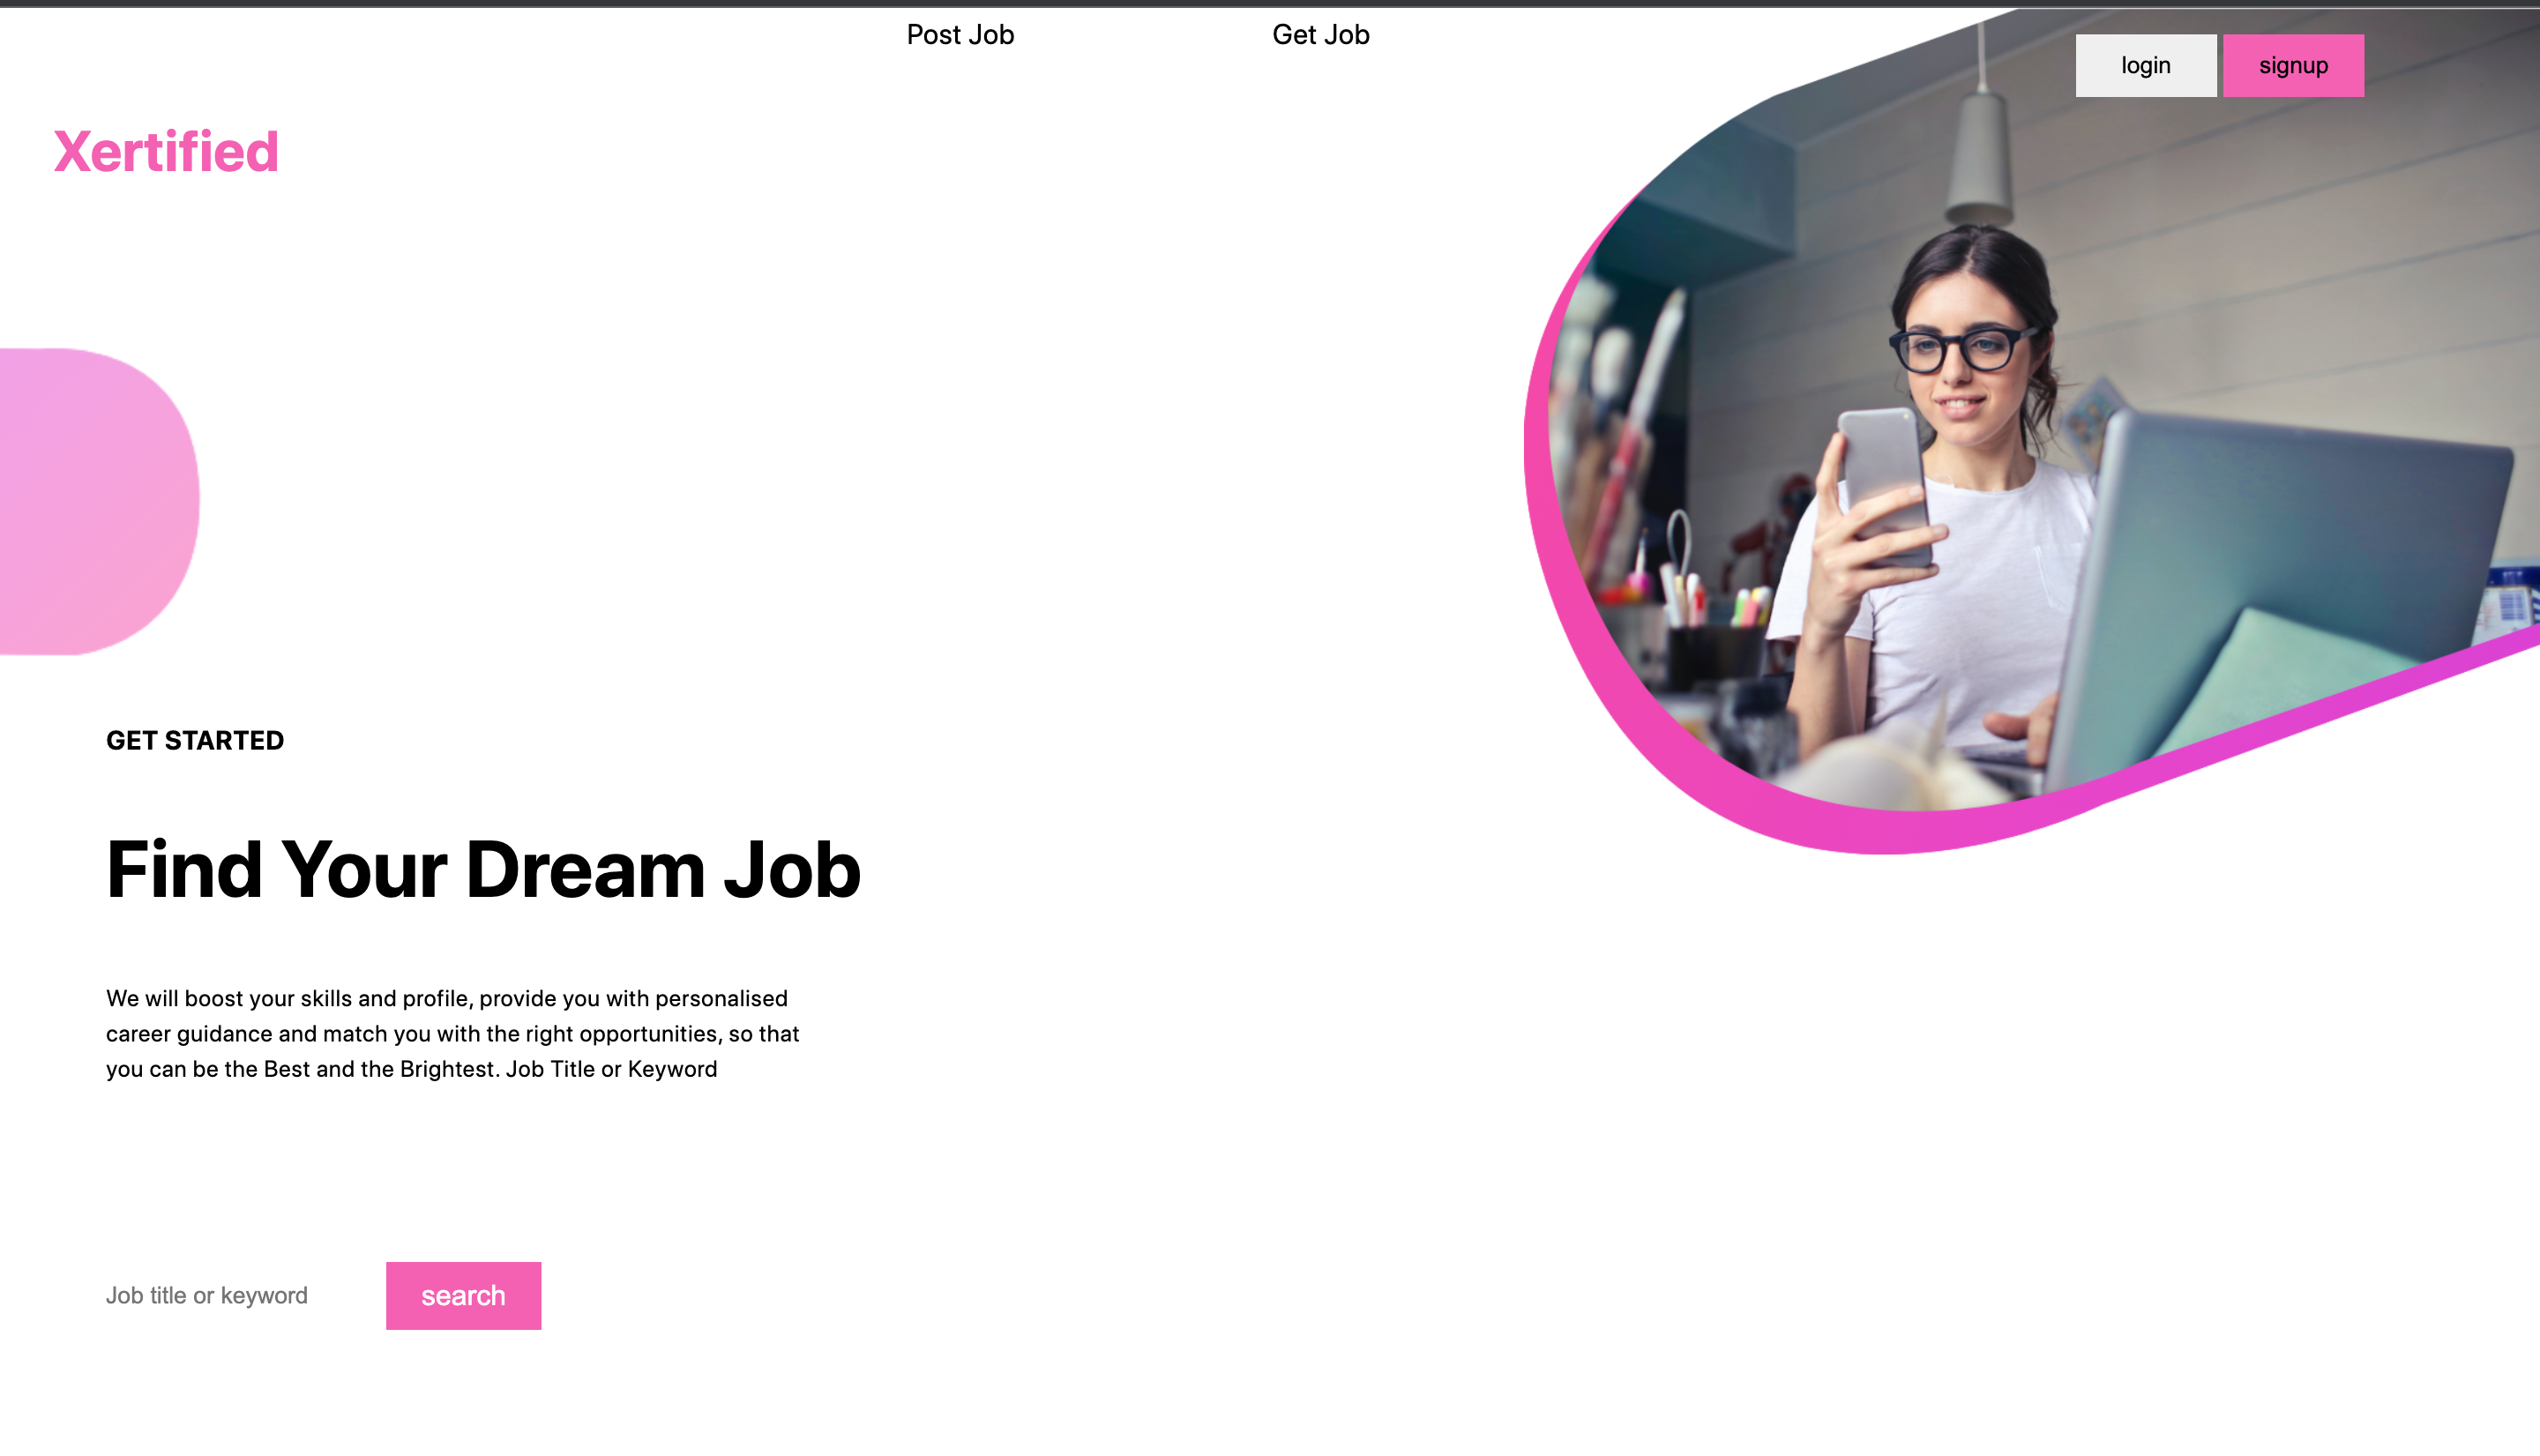 Post Job
Get Job
login
signup
Xertified
GET STARTED
Find Your Dream Job
We will boost your skills and profile, provide you with personalised
career guidance and match you with the right opportunities, so that
you can be the Best and the Brightest. Job Title or Keyword
Job title or keyword
search